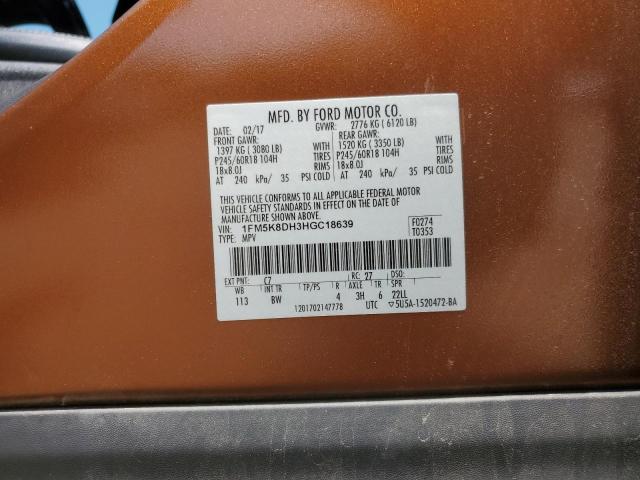 MFD. BY FORD MOTOR CO.
DATE: 02/17 GVWR: 2776 KG ( 6120 LB)
FRONT GAWR: REAR GAWR:
1397 KG ( 3080 LB) WITH 1520 KG ( 3350 LB) WITH
P245/60R18 104H TIRES P245/60R18 104H TIRES
18x8.0J RIMS 18x8.0J RIMS
AT 240 kPa/ 35 PSI COLD AT 240 kPa/ 35 PSI COLD
THIS VEHICLE CONFORMS TO ALL APPLICABLE FEDERAL MOTOR
VEHICLE SAFETY STANDARDS IN EFFECT ON THE DATE OF
MANUFACTURE SHOWN ABOVE.
VIN: 1FM5K8DH3HGC18639 F0274
TYPE: MPV T0353
EXT PNT: C7 RC: 27 DSO:
WB INT TR TP/PS R AXLE TR SPR
113 BW 4 3H 6 22LL
1201702147778 UTC ▽5U5A-1520472-BA